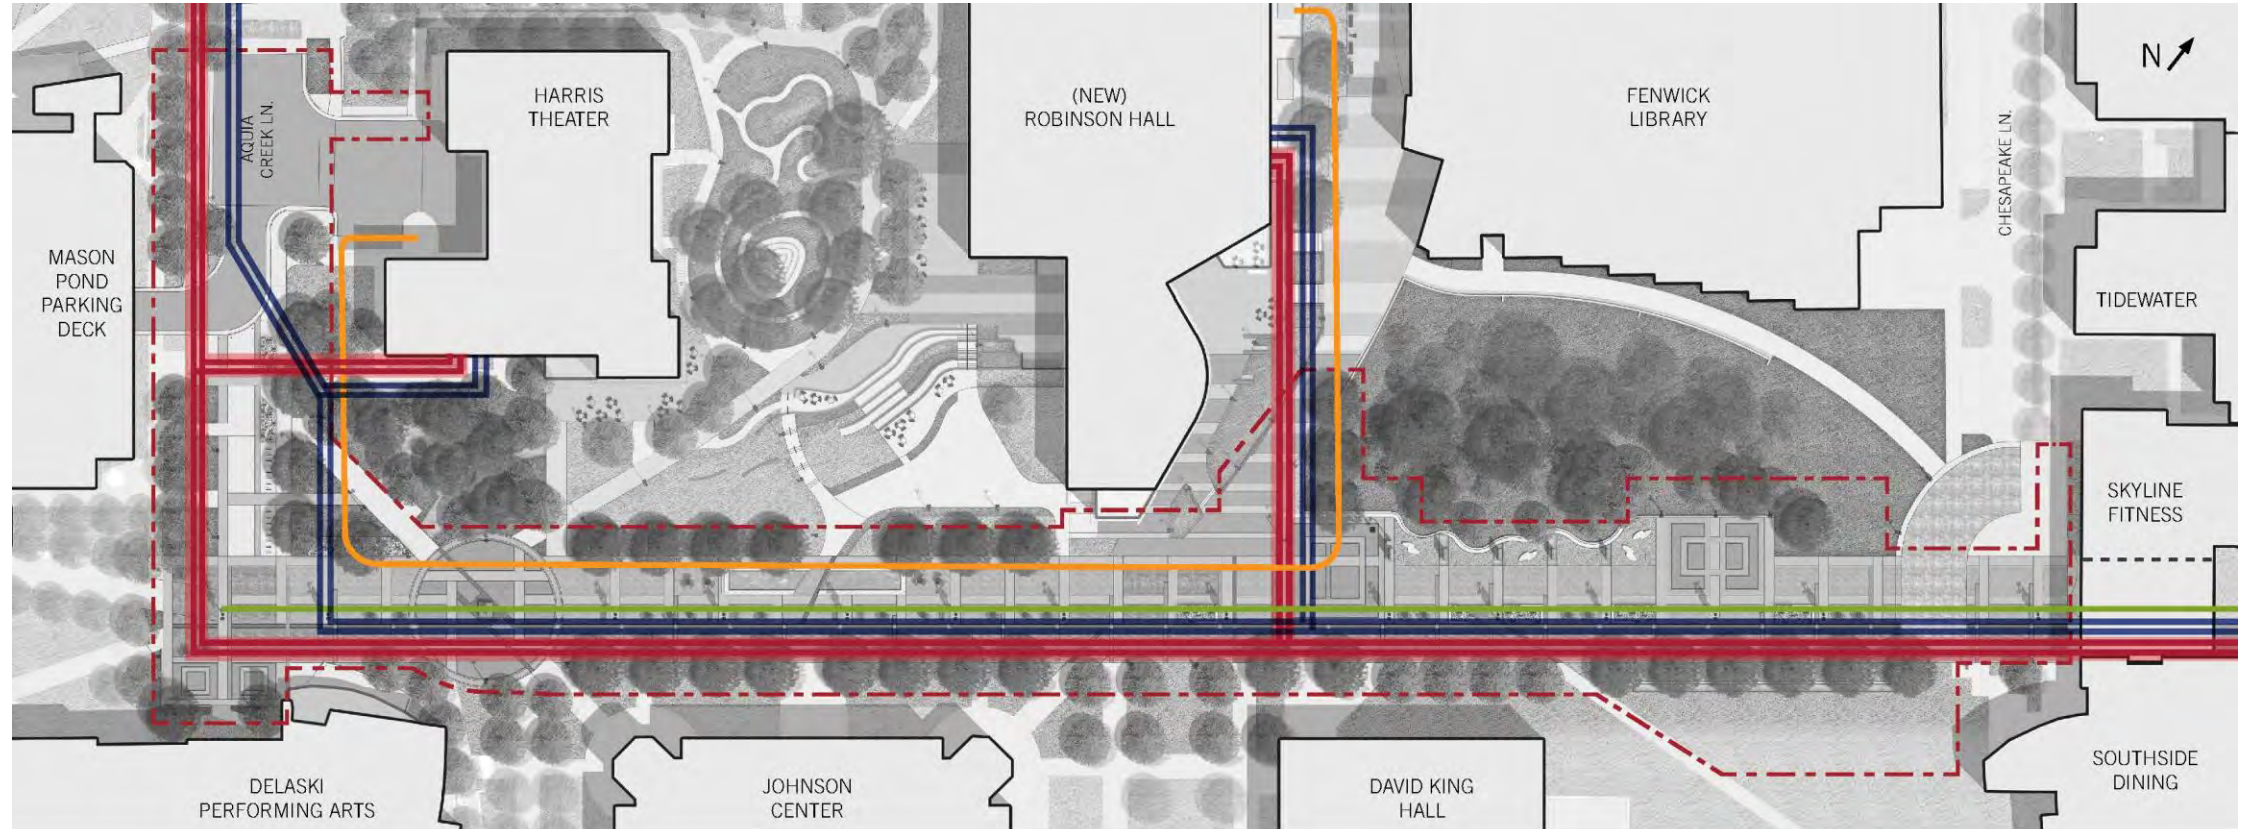 N
HARRIS
THEATER
(NEW)
ROBINSON HALL
FENWICK
LIBRARY
AQUIA
CREEK LN.
CHESAPEAKE LN.
MASON
POND
PARKING
DECK
TIDEWATER
SKYLINE
FITNESS
DELASKI
PERFORMING ARTS
JOHNSON
CENTER
DAVID KING
HALL
SOUTHSIDE
DINING